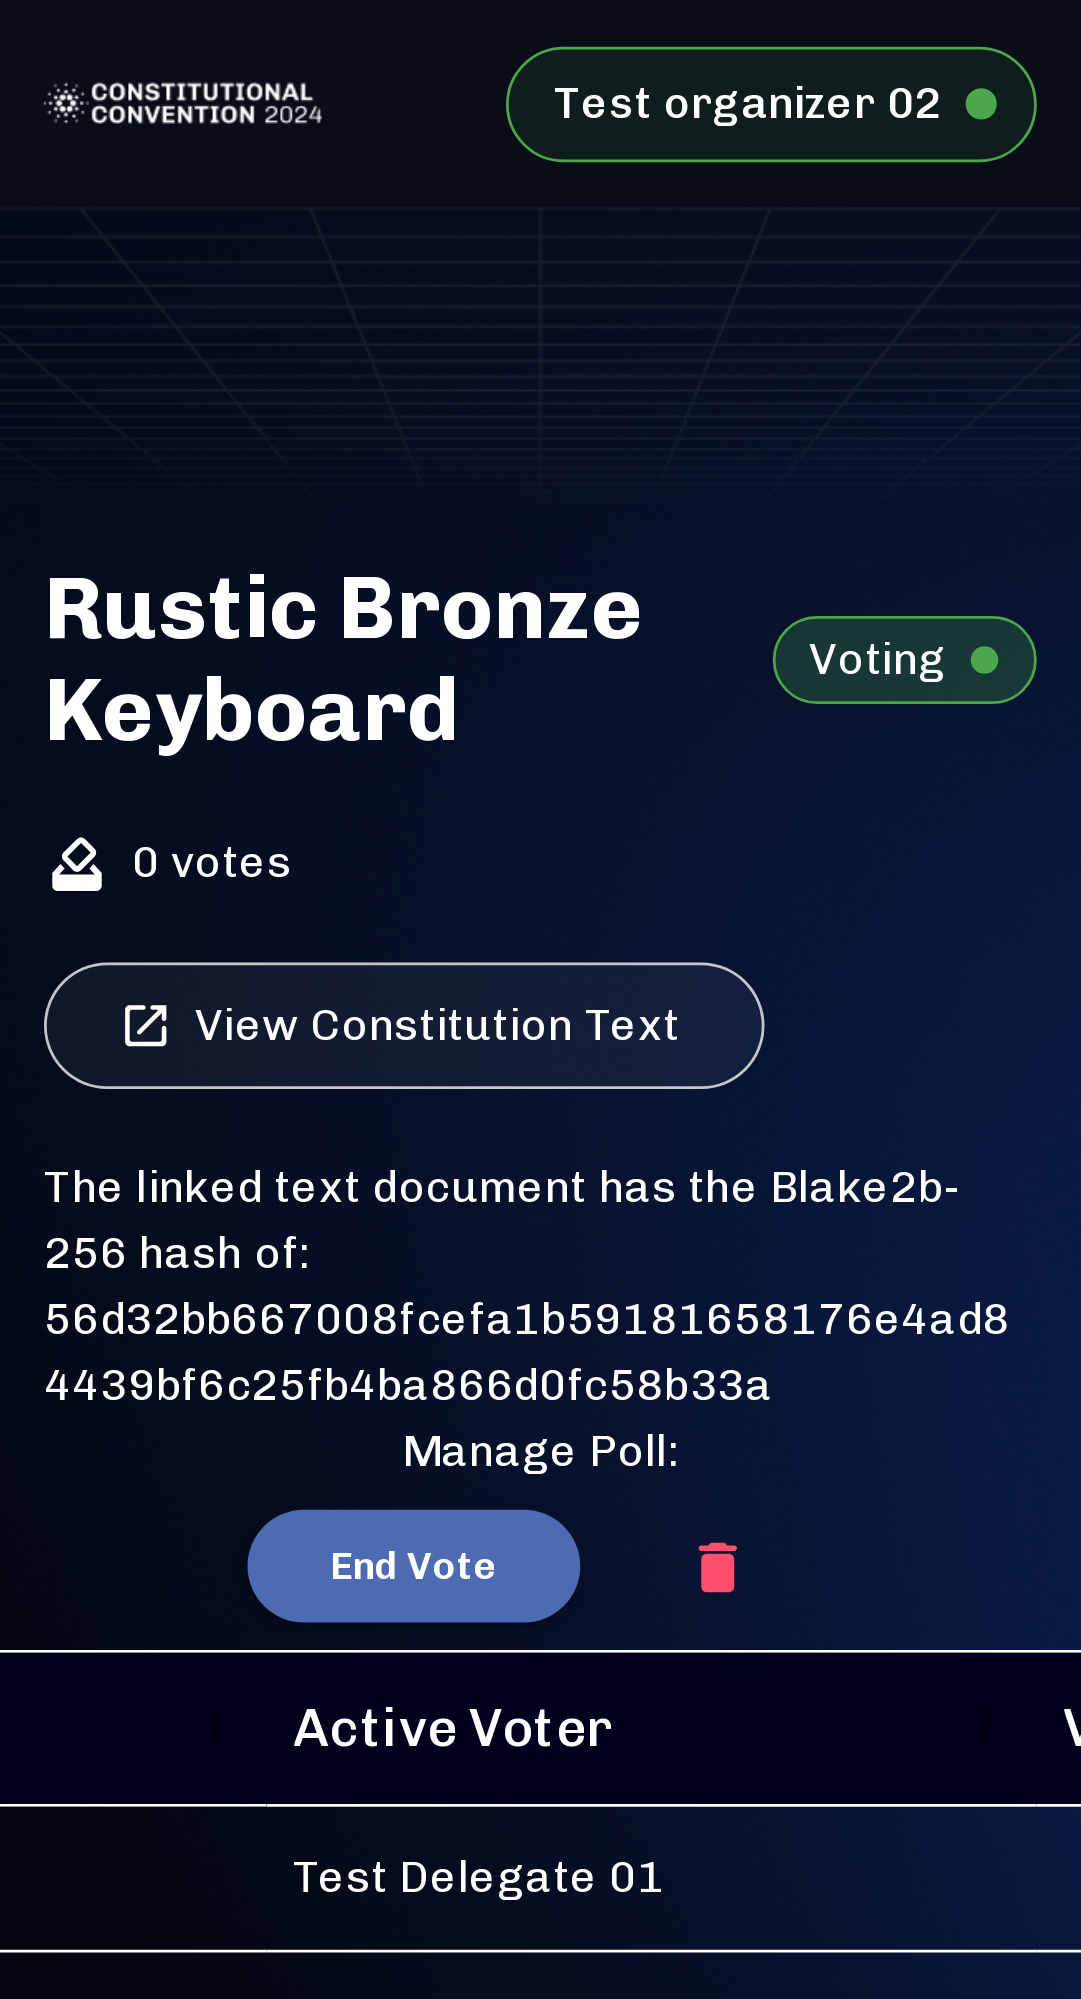 CONSTITUTIONAL
CONVENTION 2024
Test organizer 02
Rustic Bronze
Keyboard
Voting
0 votes
View Constitution Text
The linked text document has the Blake2b-
256 hash of:
56d32bb667008fcefa1b59181658176e4ad8
4439bf6c25fb4ba866d0fc58b33a
Manage Poll:
End Vote
Active Voter
Test Delegate 01